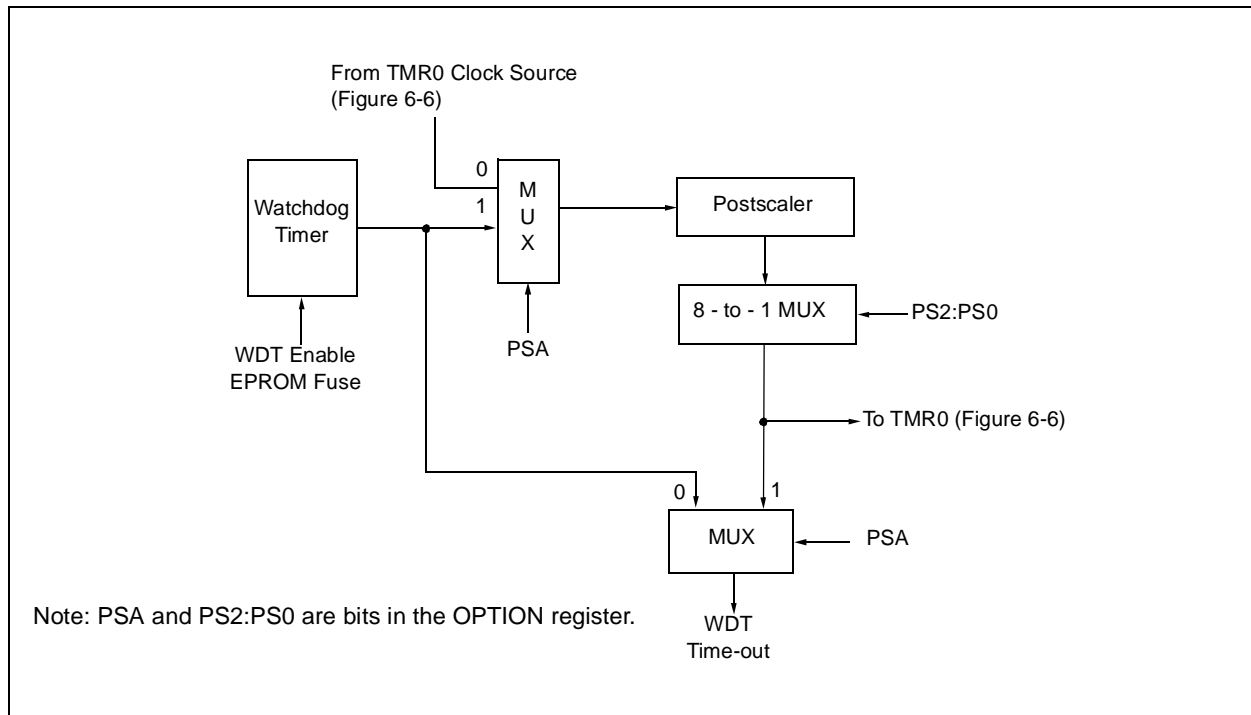 From TMR0 Clock Source
(Figure 6-6)
0
M
U
X
1
Watchdog
Timer
Postscaler
8 - to - 1 MUX
PS2:PS0
PSA
WDT Enable
EPROM Fuse
To TMR0 (Figure 6-6)
0
1
MUX
PSA
Note: PSA and PS2:PS0 are bits in the OPTION register.
WDT
Time-out